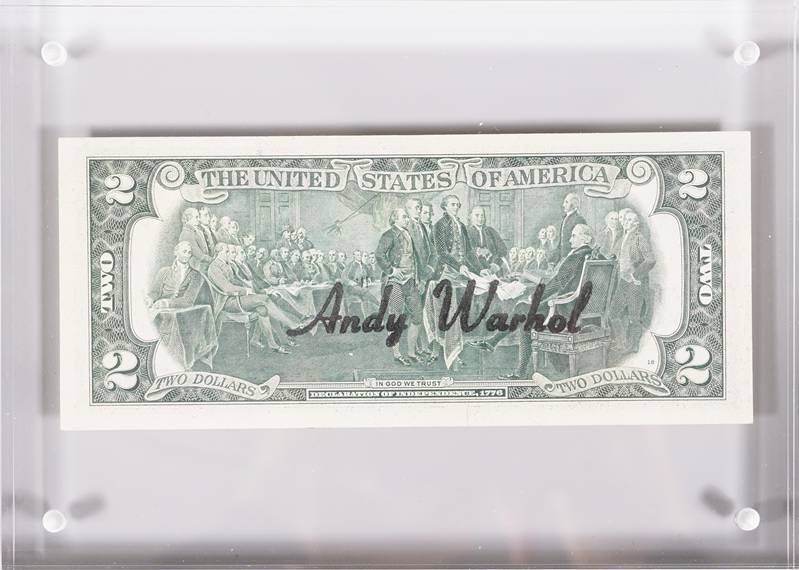 THE UNITED STATES OF AMERICA
2 2
TWO TWO
Andy Warhol
2 2
18
TWO DOLLARS IN GOD WE TRUST TWO DOLLARS
DECLARATION OF INDEPENDENCE, 1776